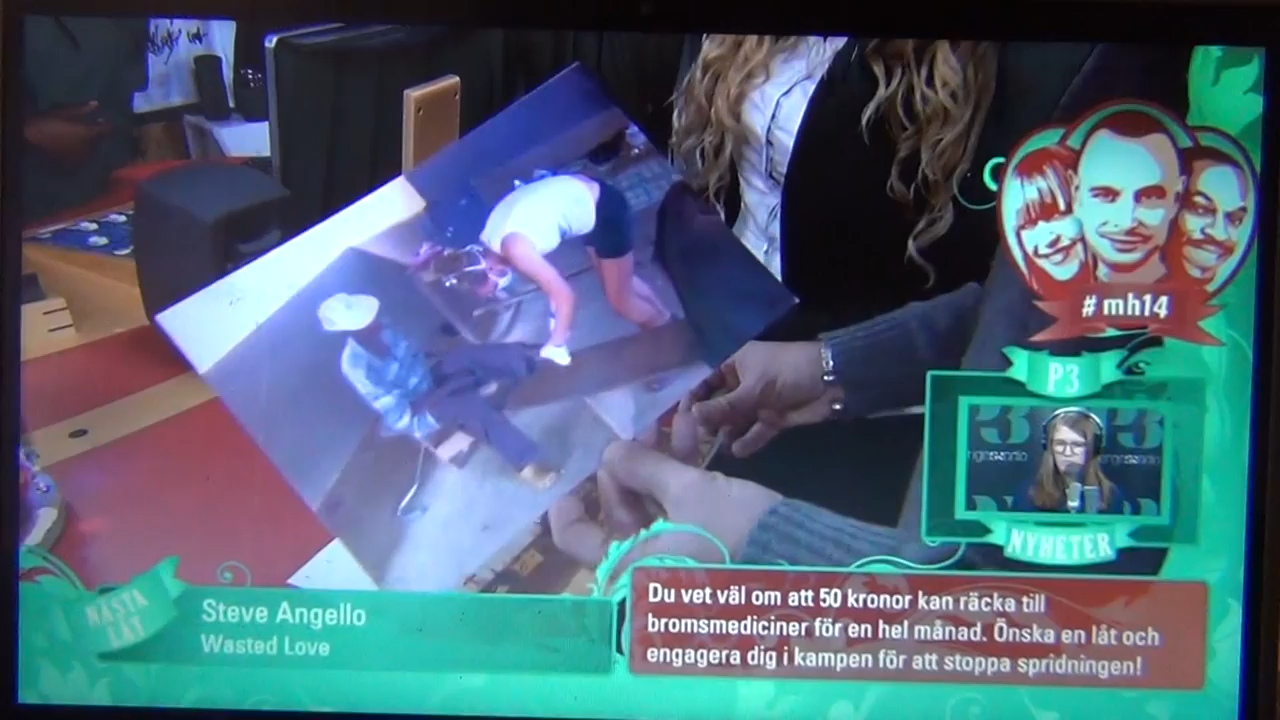 # mh14
P3
NYHETER
NÄSTA
LÅT
Steve Angello
Wasted Love
Du vet väl om att 50 kronor kan räcka till
bromsmediciner för en hel månad. Önska en låt och
engagera dig i kampen för att stoppa spridningen!